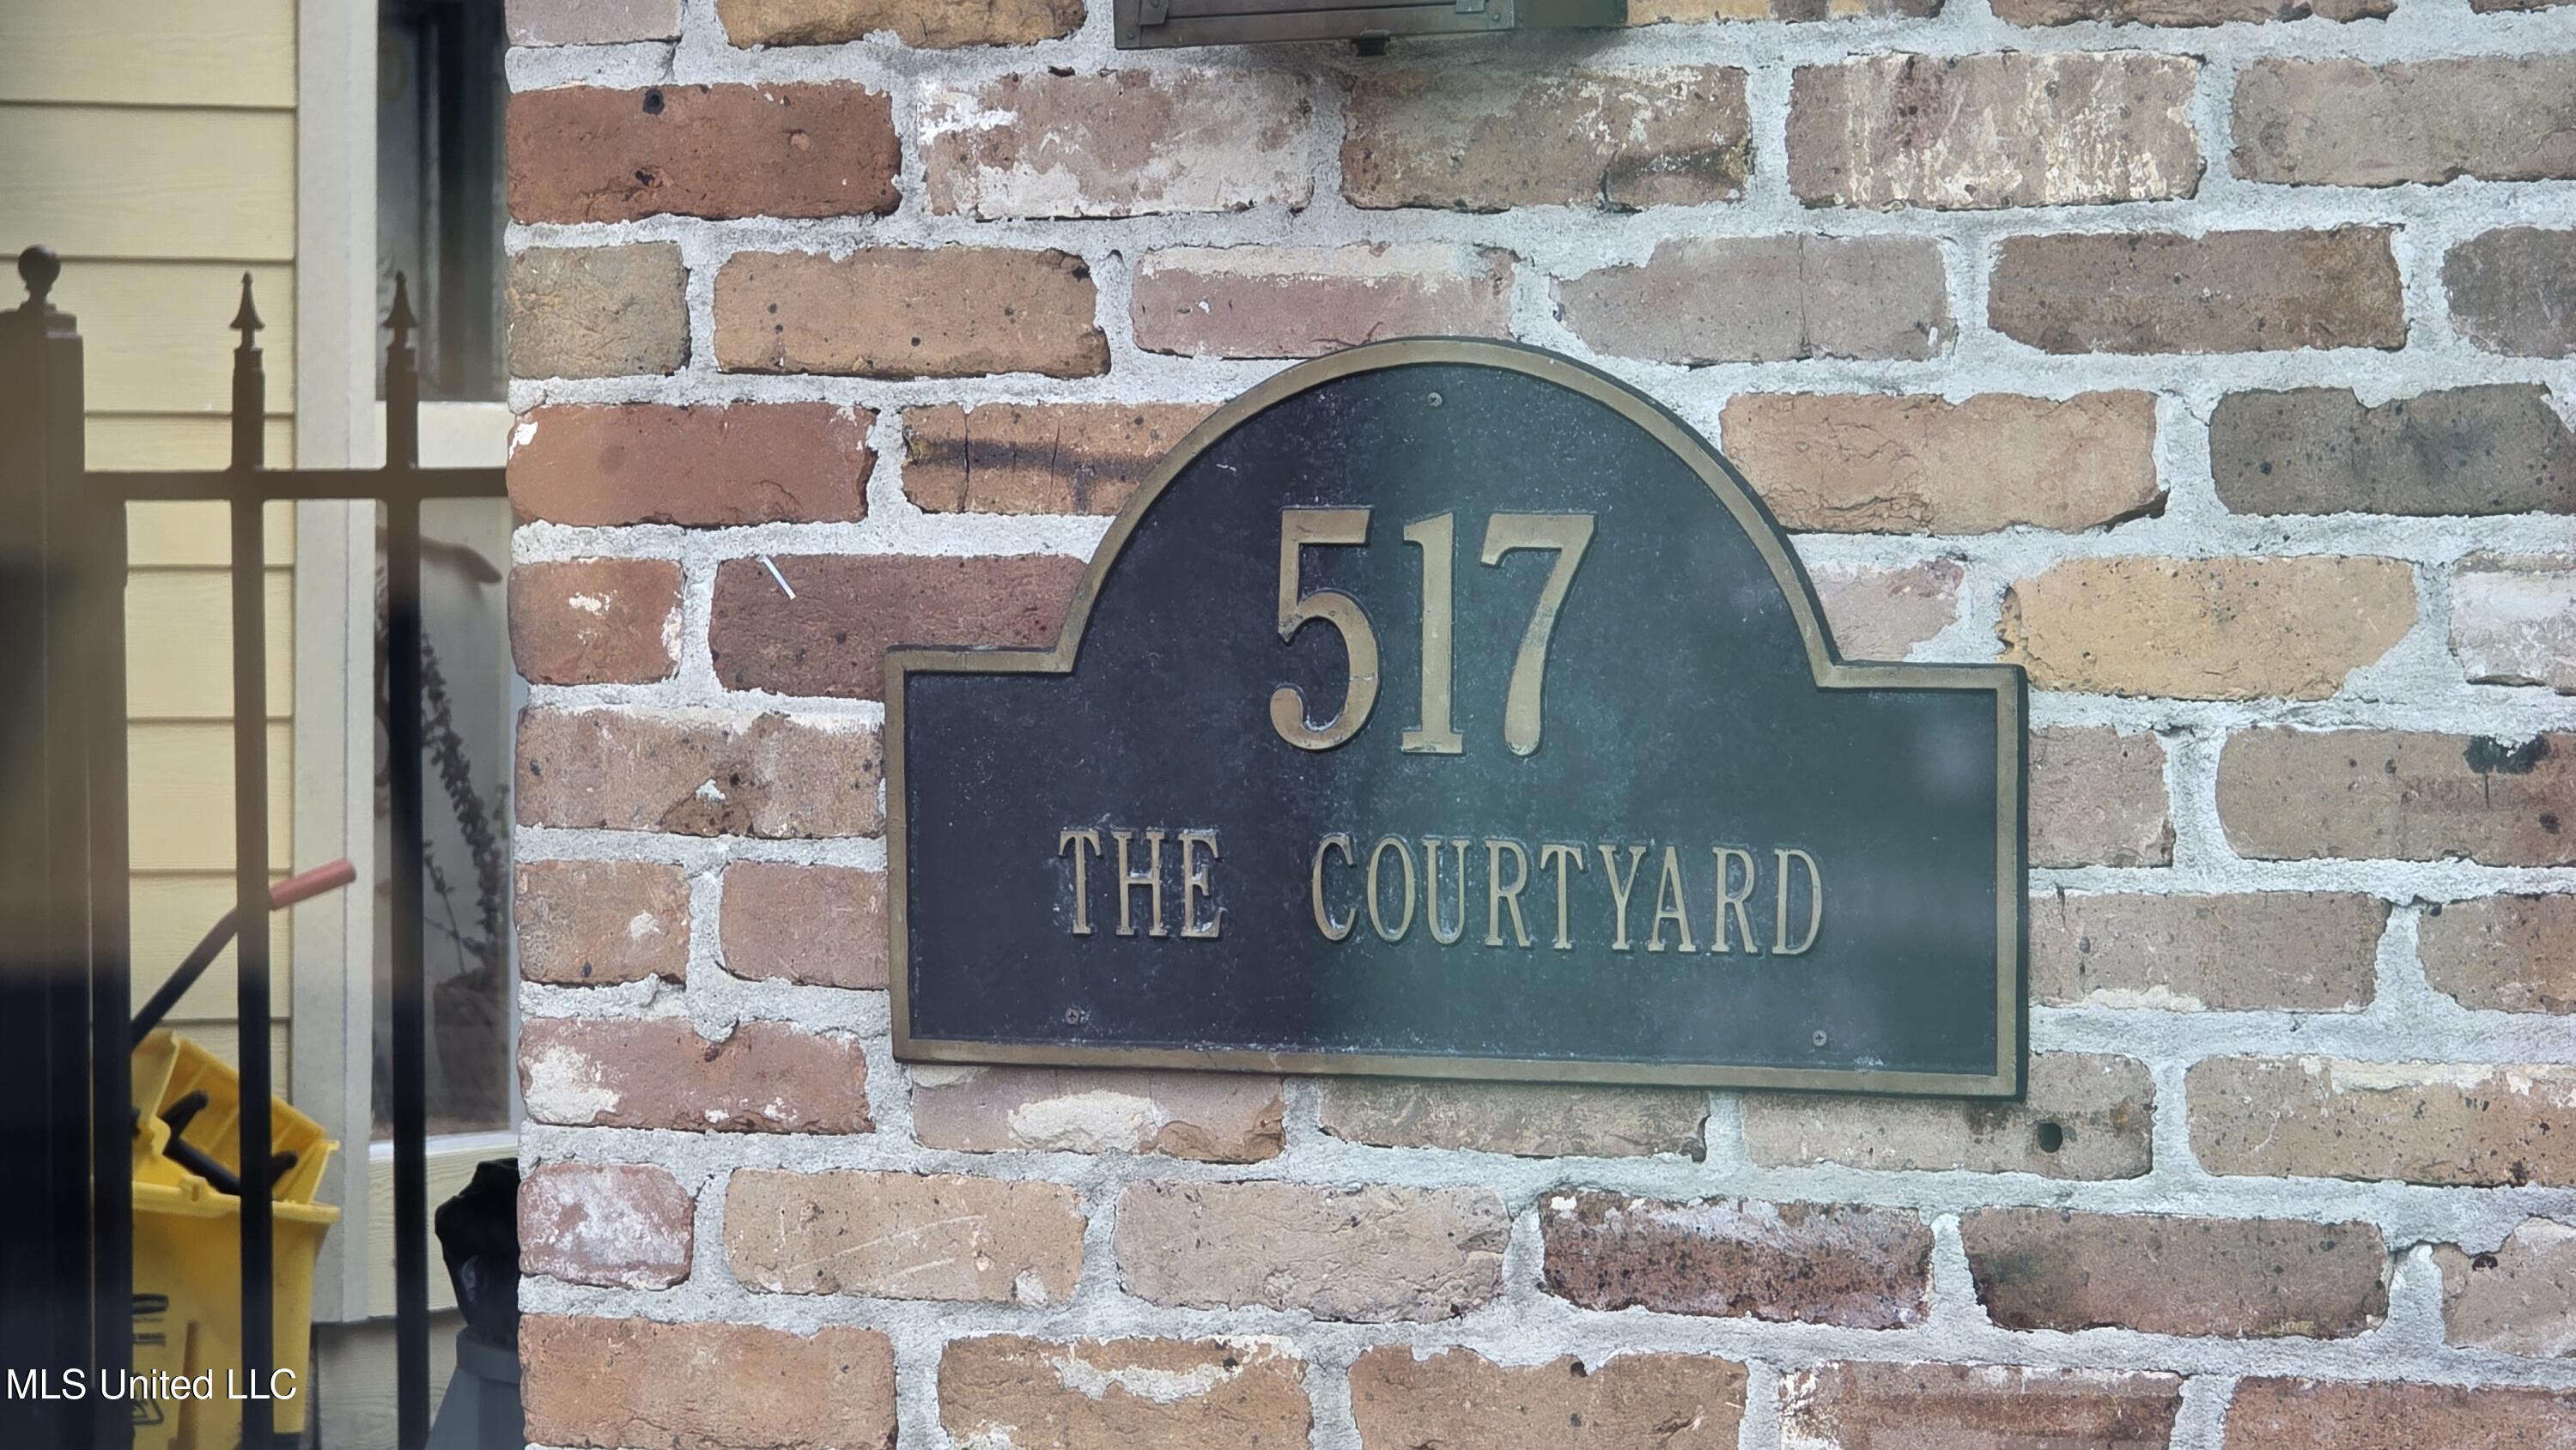 517
THE COURTYARD
MLS United LLC